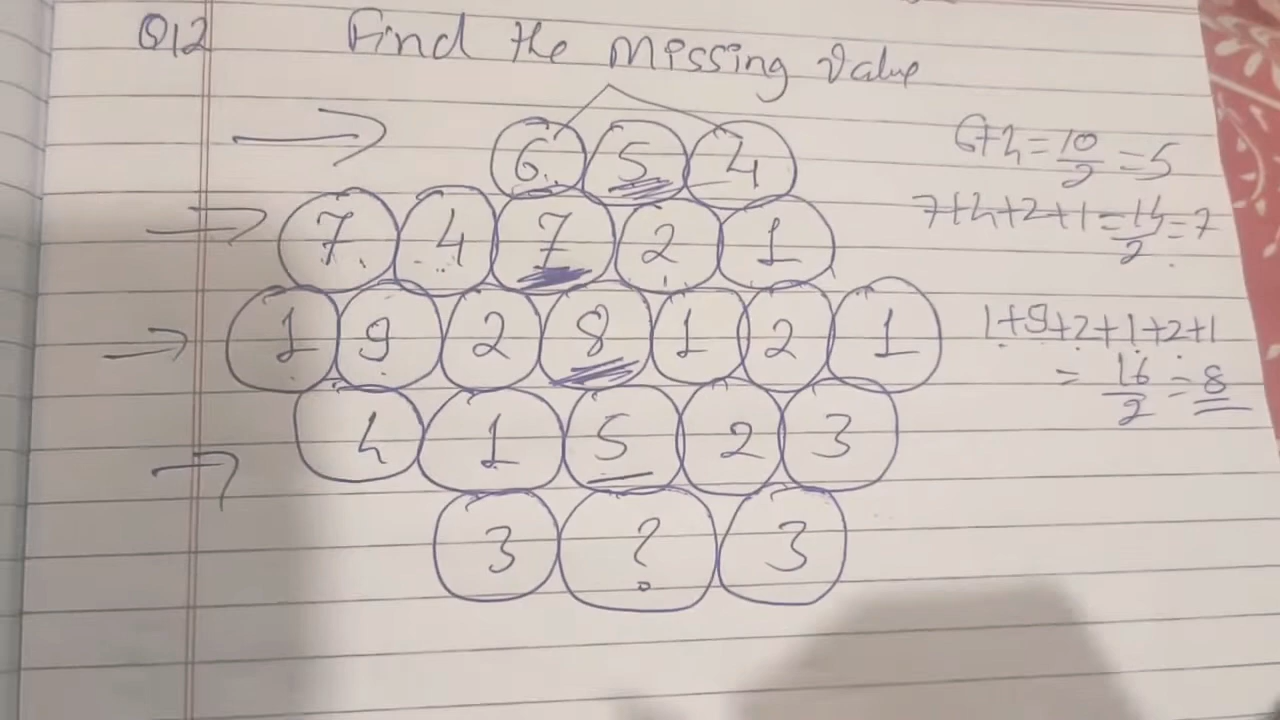 Q12 Find the Missing Value
6 5 4
6+4=10/2=5
7 4 7 2 1
7+4+2+1=14/2=7
1 9 2 8 1 2 1
1+9+2+1+2+1
= 16/2 = 8
4 1 5 2 3
3 ? 3